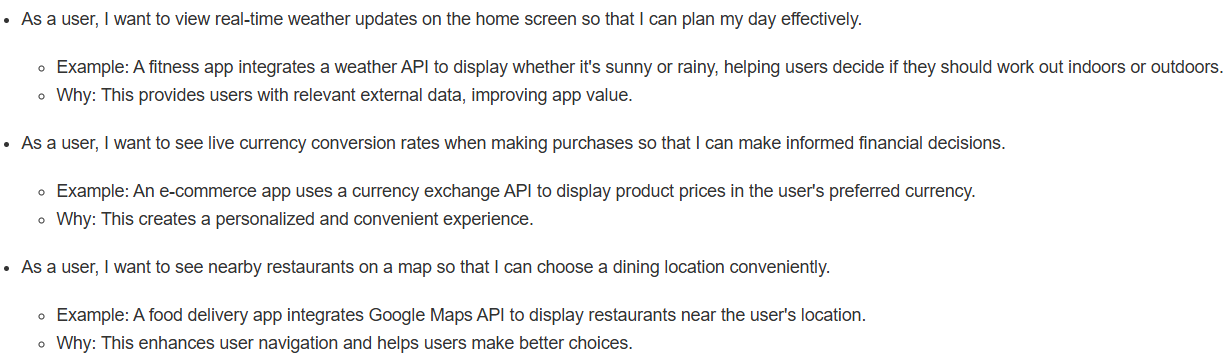 As a user, I want to view real-time weather updates on the home screen so that I can plan my day effectively.
Example: A fitness app integrates a weather API to display whether it's sunny or rainy, helping users decide if they should work out indoors or outdoors.
Why: This provides users with relevant external data, improving app value.
As a user, I want to see live currency conversion rates when making purchases so that I can make informed financial decisions.
Example: An e-commerce app uses a currency exchange API to display product prices in the user's preferred currency.
Why: This creates a personalized and convenient experience.
As a user, I want to see nearby restaurants on a map so that I can choose a dining location conveniently.
Example: A food delivery app integrates Google Maps API to display restaurants near the user's location.
Why: This enhances user navigation and helps users make better choices.